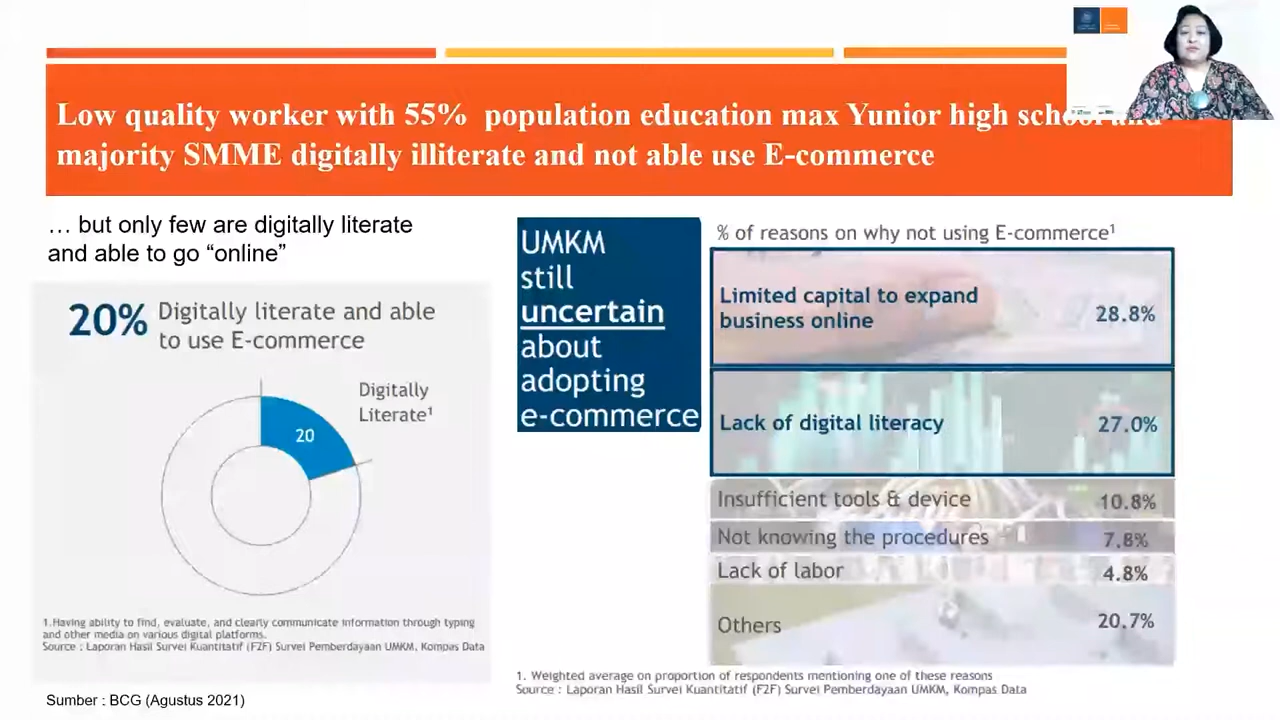 Low quality worker with 55% population education max Yunior high school and
majority SMME digitally illiterate and not able use E-commerce
… but only few are digitally literate
and able to go “online”
20% Digitally literate and able
to use E-commerce
Digitally
Literate¹
20
1.Having ability to find, evaluate, and clearly communicate information through typing
and other media on various digital platforms.
Source : Laporan Hasil Survei Kuantitatif (F2F) Survei Pemberdayaan UMKM, Kompas Data
Sumber : BCG (Agustus 2021)
UMKM
still
uncertain
about
adopting
e-commerce
% of reasons on why not using E-commerce¹
Limited capital to expand
business online
28.8%
Lack of digital literacy 27.0%
Insufficient tools & device 10.8%
Not knowing the procedures 7.8%
Lack of labor 4.8%
Others 20.7%
1. Weighted average on proportion of respondents mentioning one of these reasons
Source : Laporan Hasil Survei Kuantitatif (F2F) Survei Pemberdayaan UMKM, Kompas Data